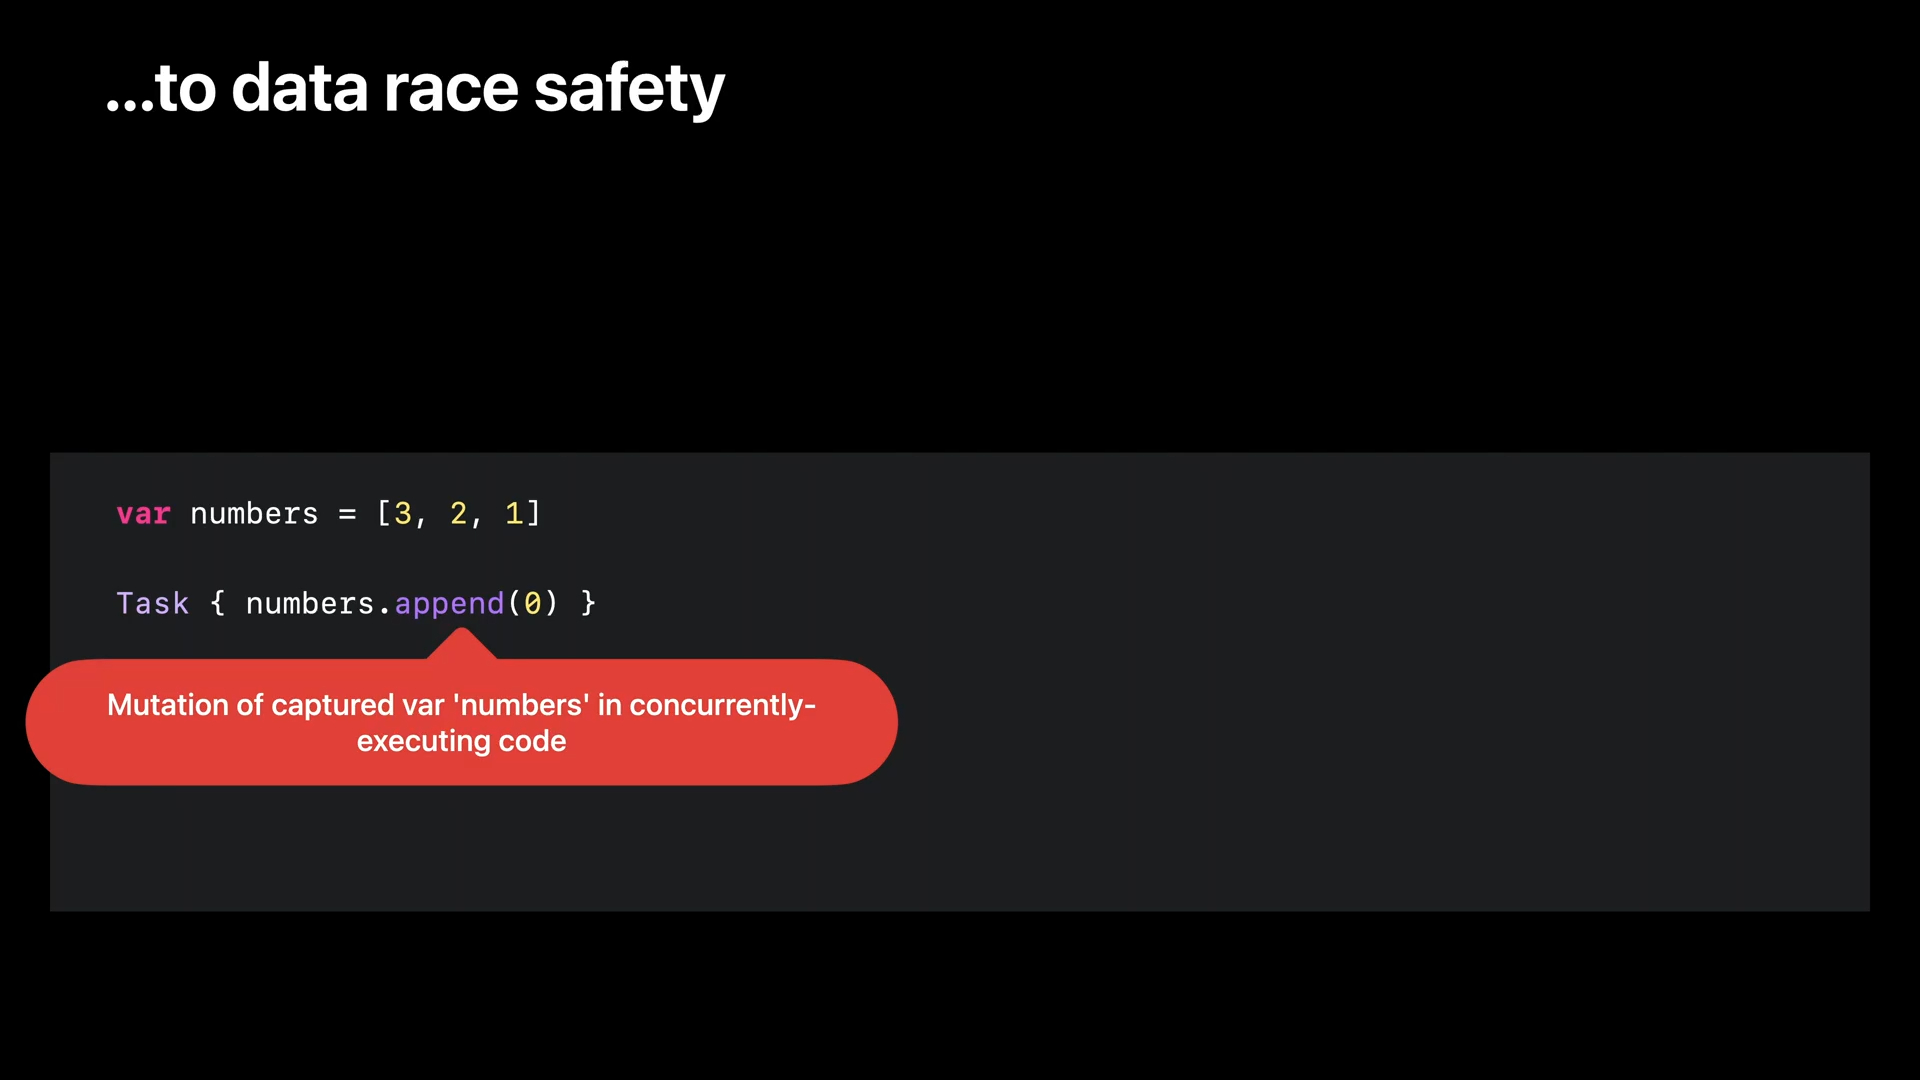 ...to data race safety
var numbers = [3, 2, 1]
Task { numbers.append(0) }
Mutation of captured var 'numbers' in concurrently-
executing code